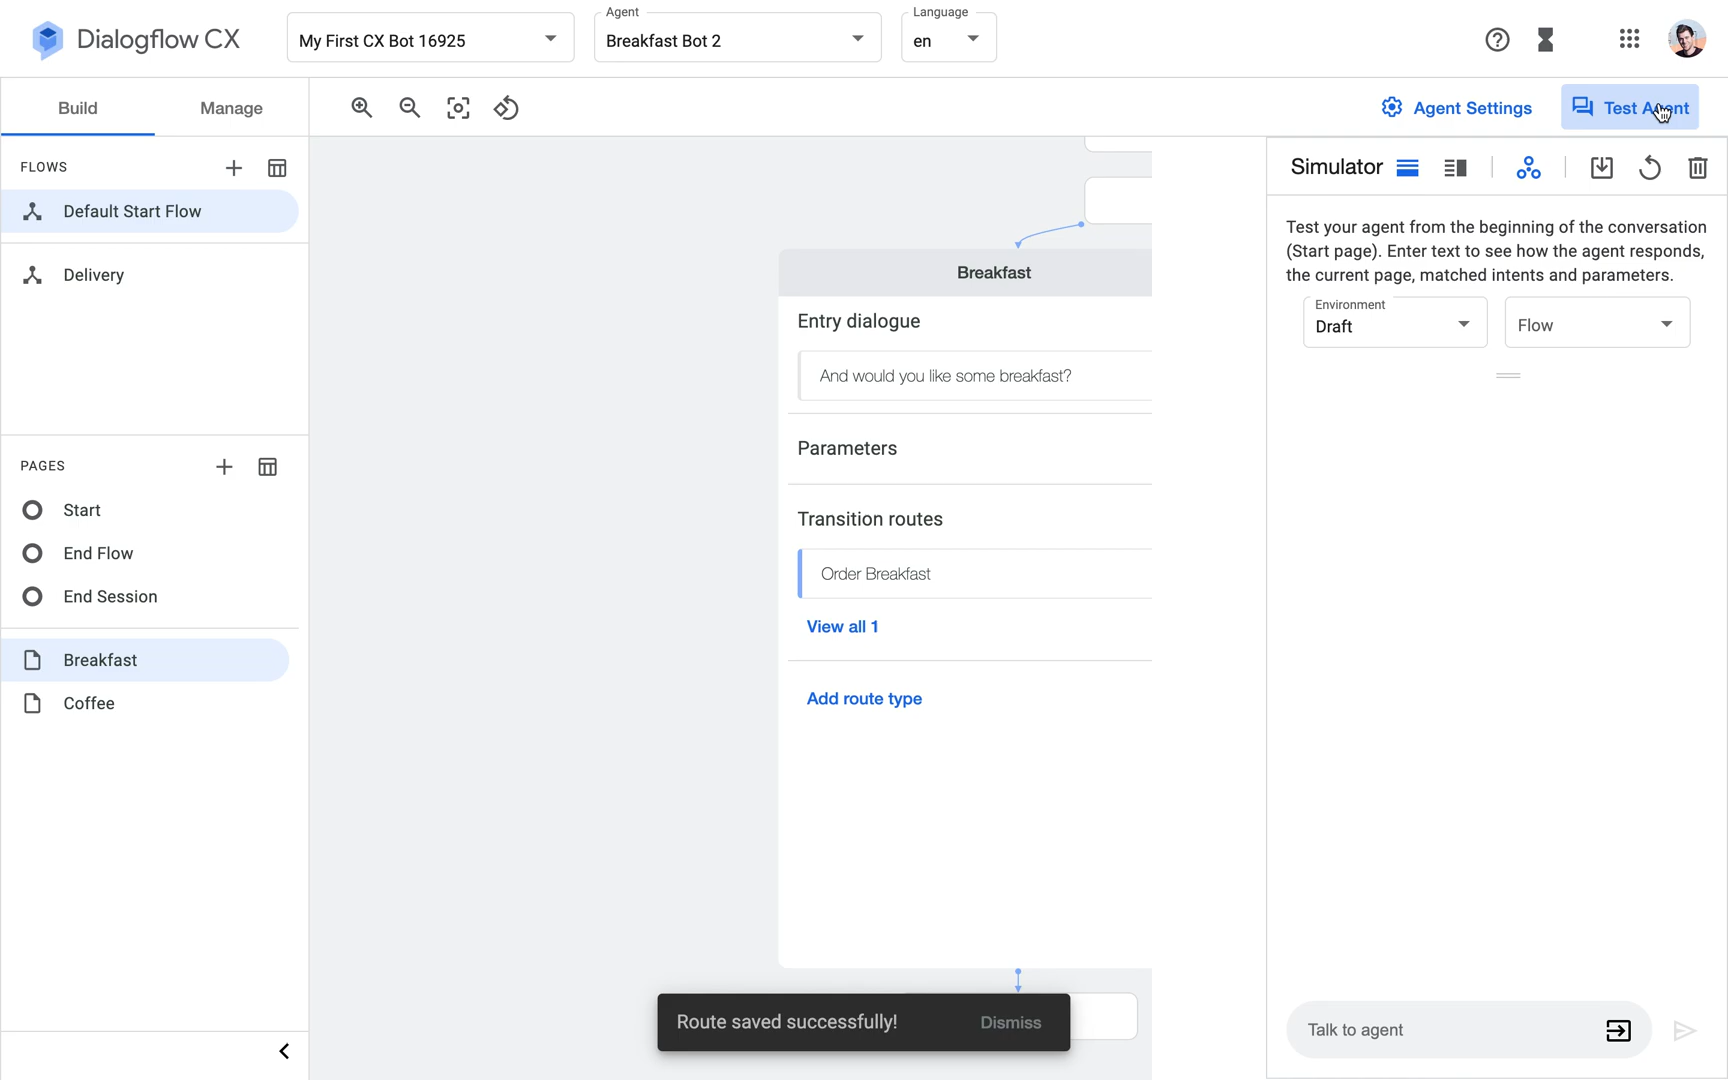 Dialogflow CX
My First CX Bot 16925
Agent
Breakfast Bot 2
Language
en
Build
Manage
Agent Settings
Test Agent
FLOWS
Default Start Flow
Delivery
PAGES
Start
End Flow
End Session
Breakfast
Coffee
Breakfast
Entry dialogue
And would you like some breakfast?
Parameters
Transition routes
Order Breakfast
View all 1
Add route type
Route saved successfully!
Dismiss
Simulator
Test your agent from the beginning of the conversation
(Start page). Enter text to see how the agent responds,
the current page, matched intents and parameters.
Environment
Draft
Flow
Talk to agent